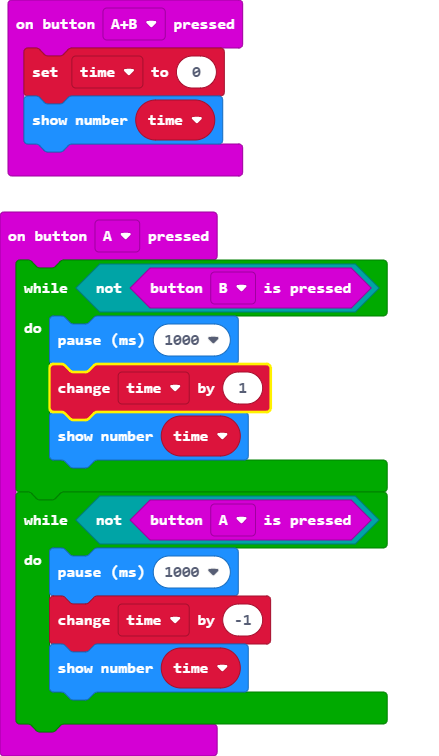 on button A+B pressed
set time to 0
show number time
on button A pressed
while not button B is pressed
do
pause (ms) 1000
change time by 1
show number time
while not button A is pressed
do
pause (ms) 1000
change time by -1
show number time